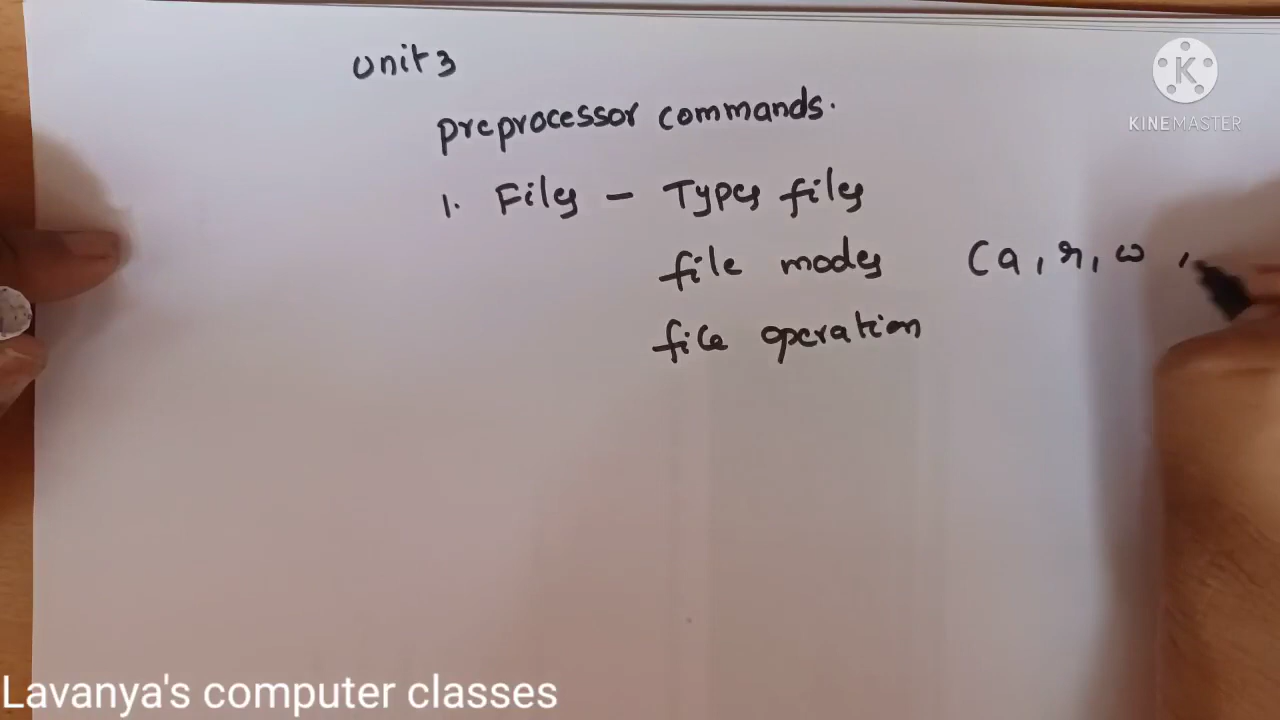 unit 3
preprocessor commands.
1. Files - Types files
file modes (a, r, w,
file operation
KINEMASTER
Lavanya's computer classes